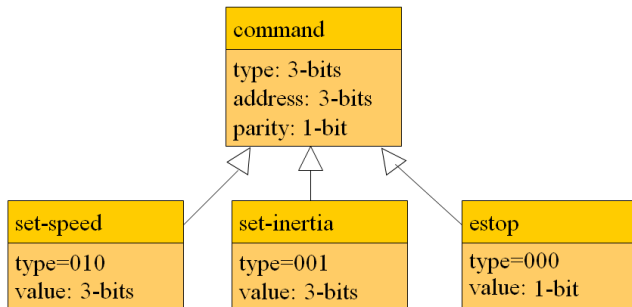 command
type: 3-bits
address: 3-bits
parity: 1-bit
set-speed
type=010
value: 3-bits
set-inertia
type=001
value: 3-bits
estop
type=000
value: 1-bit